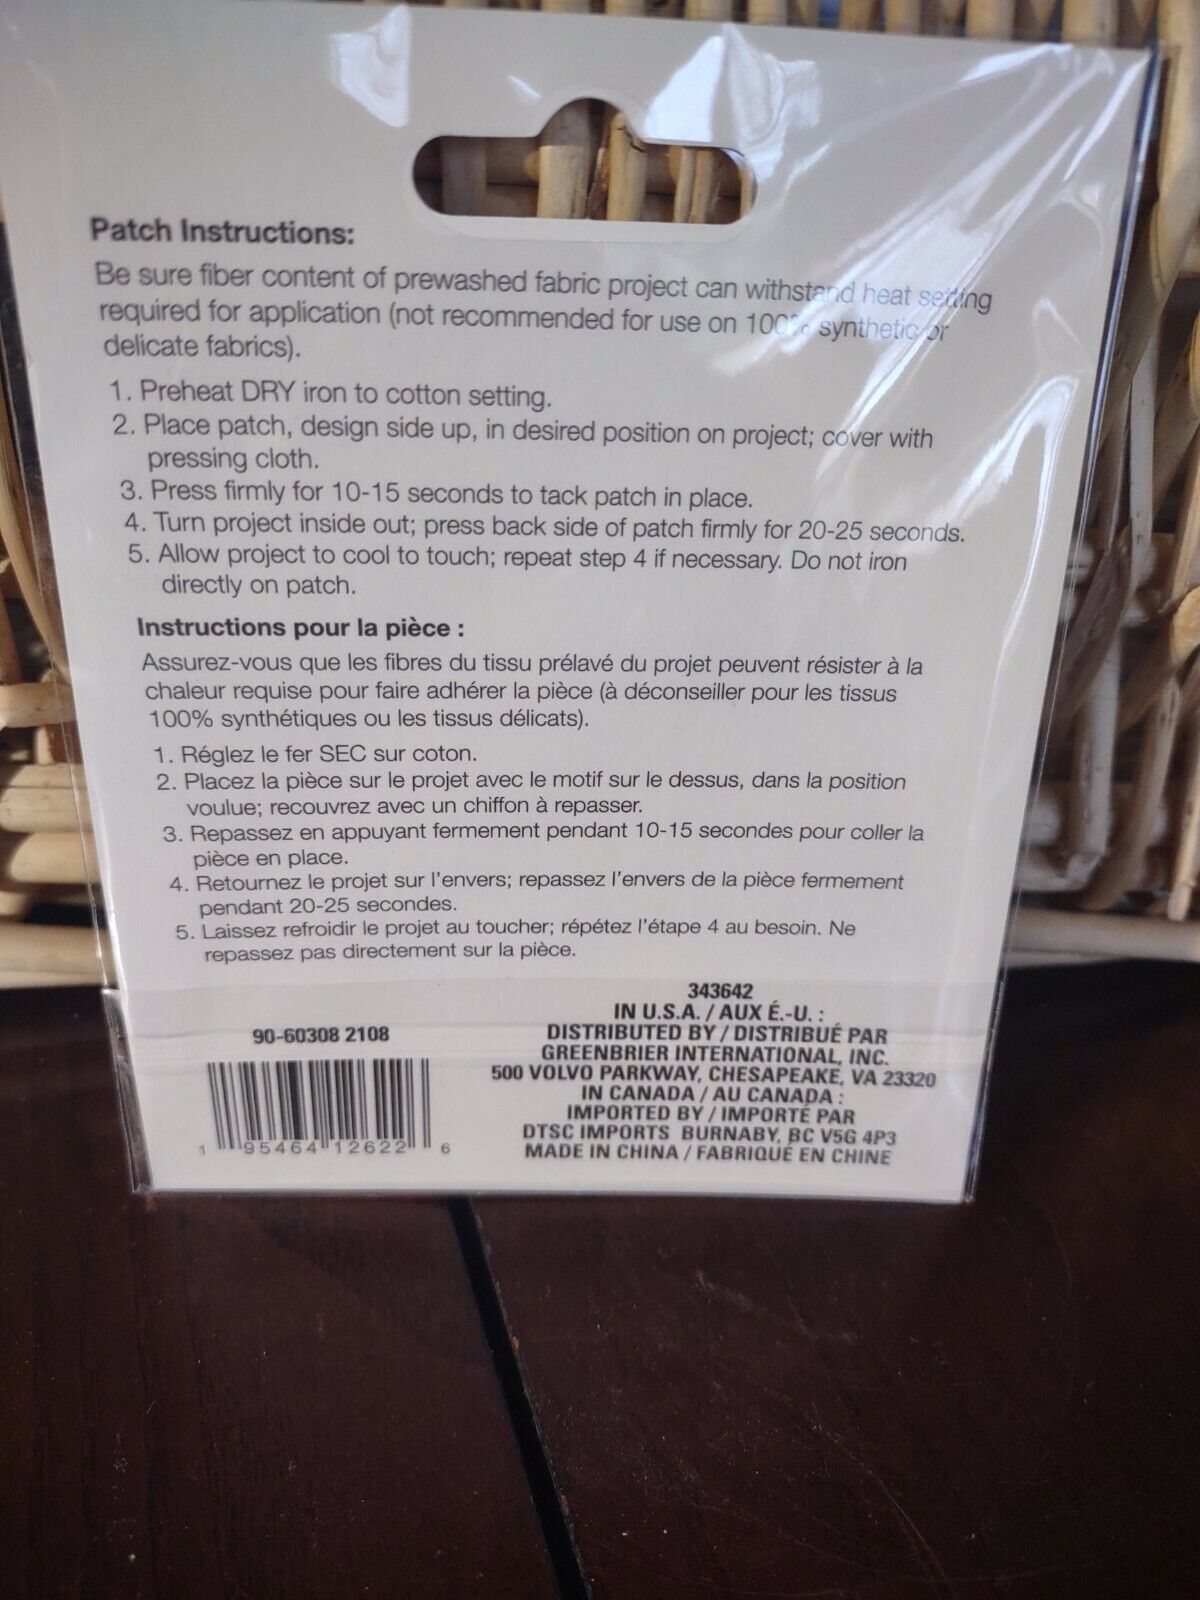 Patch Instructions:
Be sure fiber content of prewashed fabric project can withstand heat setting
required for application (not recommended for use on 100% synthetic or
delicate fabrics).
1. Preheat DRY iron to cotton setting.
2. Place patch, design side up, in desired position on project; cover with
pressing cloth.
3. Press firmly for 10-15 seconds to tack patch in place.
4. Turn project inside out; press back side of patch firmly for 20-25 seconds.
5. Allow project to cool to touch; repeat step 4 if necessary. Do not iron
directly on patch.
Instructions pour la pièce :
Assurez-vous que les fibres du tissu prélavé du projet peuvent résister à la
chaleur requise pour faire adhérer la pièce (à déconseiller pour les tissus
100% synthétiques ou les tissus délicats).
1. Réglez le fer SEC sur coton.
2. Placez la pièce sur le projet avec le motif sur le dessus, dans la position
voulue; recouvrez avec un chiffon à repasser.
3. Repassez en appuyant fermement pendant 10-15 secondes pour coller la
pièce en place.
4. Retournez le projet sur l'envers; repassez l'envers de la pièce fermement
pendant 20-25 secondes.
5. Laissez refroidir le projet au toucher; répétez l'étape 4 au besoin. Ne
repassez pas directement sur la pièce.
90-60308 2108
1 95464 12622 6
343642
IN U.S.A. / AUX É.-U. :
DISTRIBUTED BY / DISTRIBUÉ PAR
GREENBRIER INTERNATIONAL, INC.
500 VOLVO PARKWAY, CHESAPEAKE, VA 23320
IN CANADA / AU CANADA :
IMPORTED BY / IMPORTÉ PAR
DTSC IMPORTS BURNABY, BC V5G 4P3
MADE IN CHINA / FABRIQUÉ EN CHINE